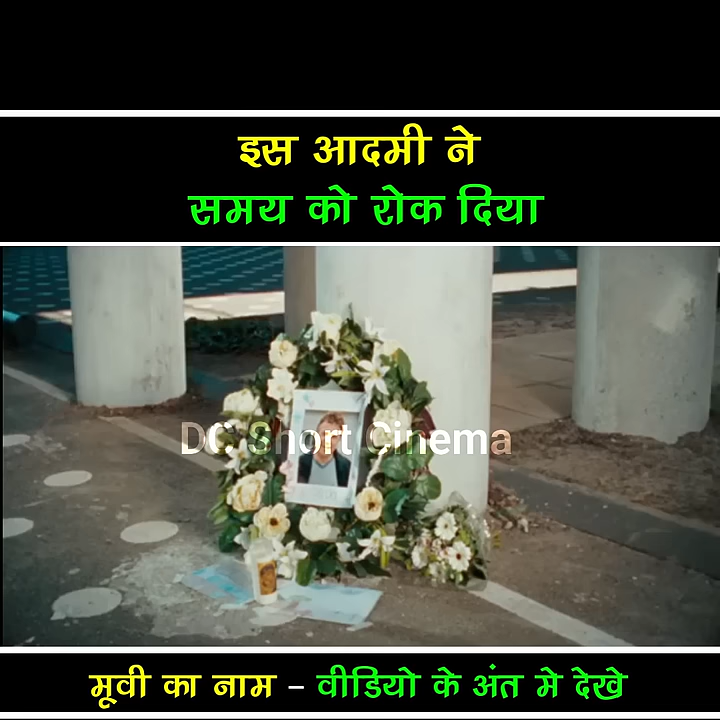 इस आदमी ने
समय को रोक दिया
DC Short Cinema
मूवी का नाम – वीडियो के अंत मे देखे